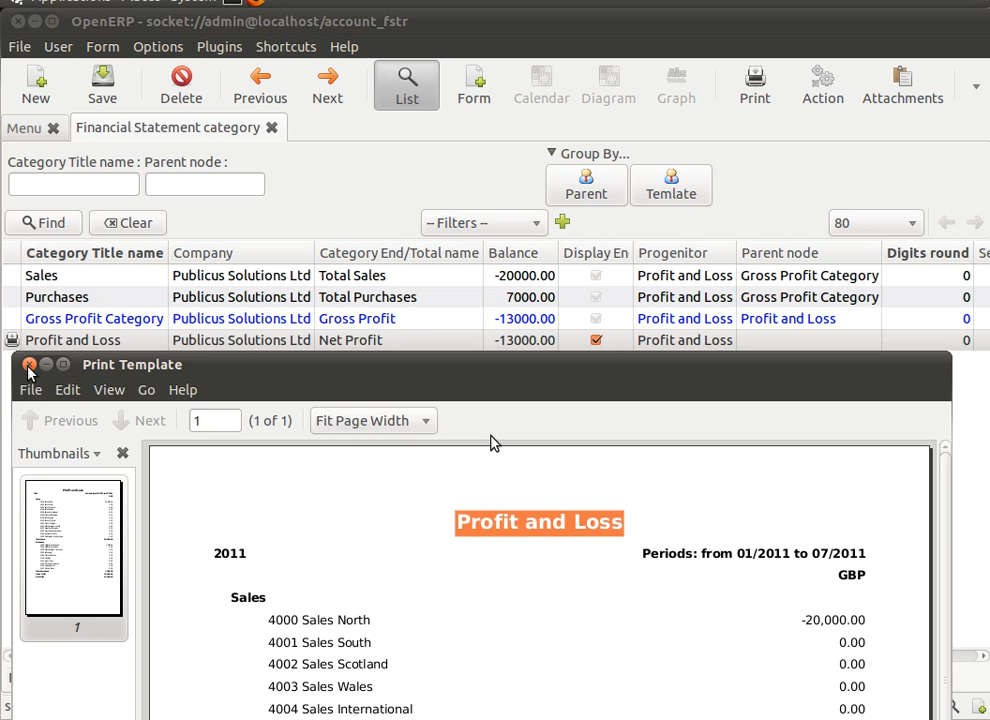 OpenERP - socket://admin@localhost/account_fstr
File User Form Options Plugins Shortcuts Help
New Save Delete Previous Next List Form Calendar Diagram Graph Print Action Attachments
Menu Financial Statement category
Category Title name : Parent node :
Group By...
Parent Temlate
Find Clear -- Filters -- 80
Category Title name Company Category End/Total name Balance Display En Progenitor Parent node Digits round Se
Sales Publicus Solutions Ltd Total Sales -20000.00 Profit and Loss Gross Profit Category 0
Purchases Publicus Solutions Ltd Total Purchases 7000.00 Profit and Loss Gross Profit Category 0
Gross Profit Category Publicus Solutions Ltd Gross Profit -13000.00 Profit and Loss Profit and Loss 0
Profit and Loss Publicus Solutions Ltd Net Profit -13000.00 Profit and Loss 0
Print Template
File Edit View Go Help
Previous Next 1 (1 of 1) Fit Page Width
Thumbnails
Profit and Loss
2011 Periods: from 01/2011 to 07/2011
GBP
Sales
4000 Sales North -20,000.00
4001 Sales South 0.00
4002 Sales Scotland 0.00
1
4003 Sales Wales 0.00
4004 Sales International 0.00